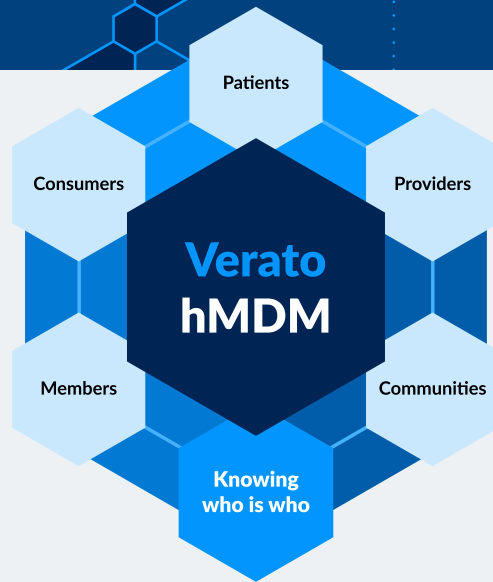 Patients
Consumers
Providers
Verato
hMDM
Members
Communities
Knowing
who is who